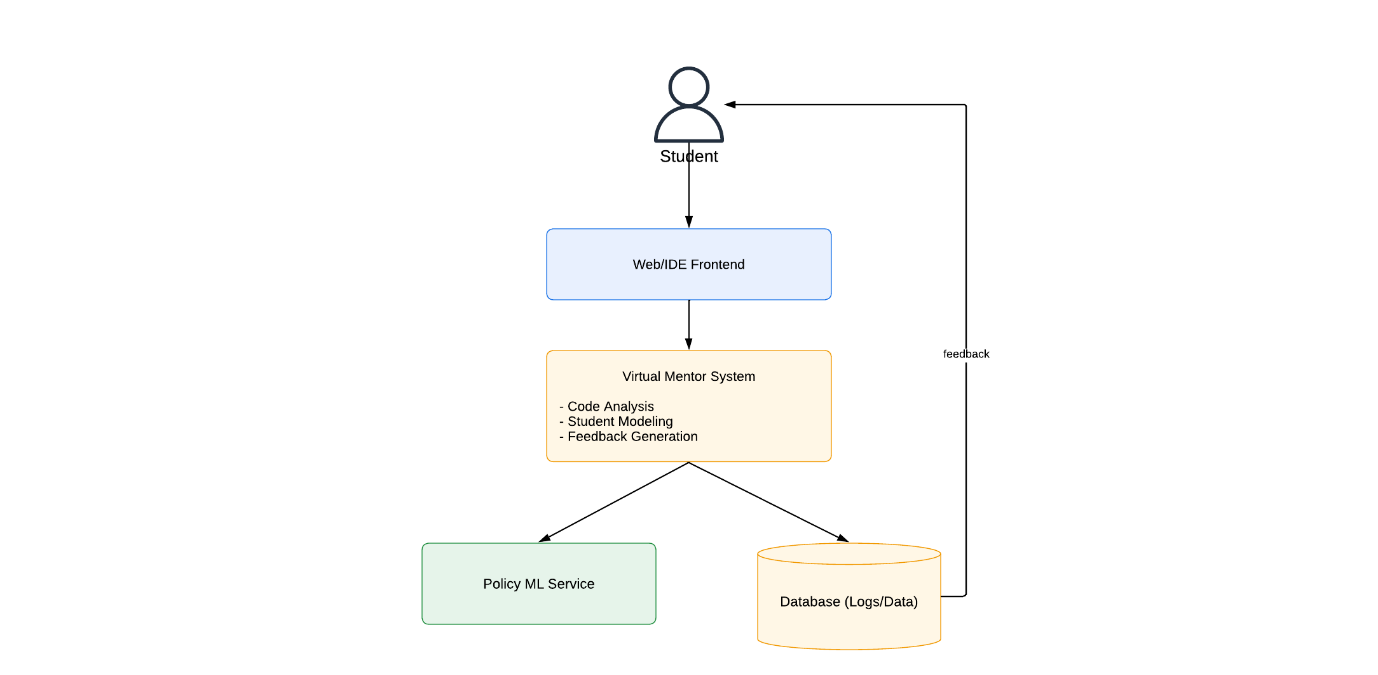 Student
Web/IDE Frontend
feedback
Virtual Mentor System
- Code Analysis
- Student Modeling
- Feedback Generation
Policy ML Service
Database (Logs/Data)